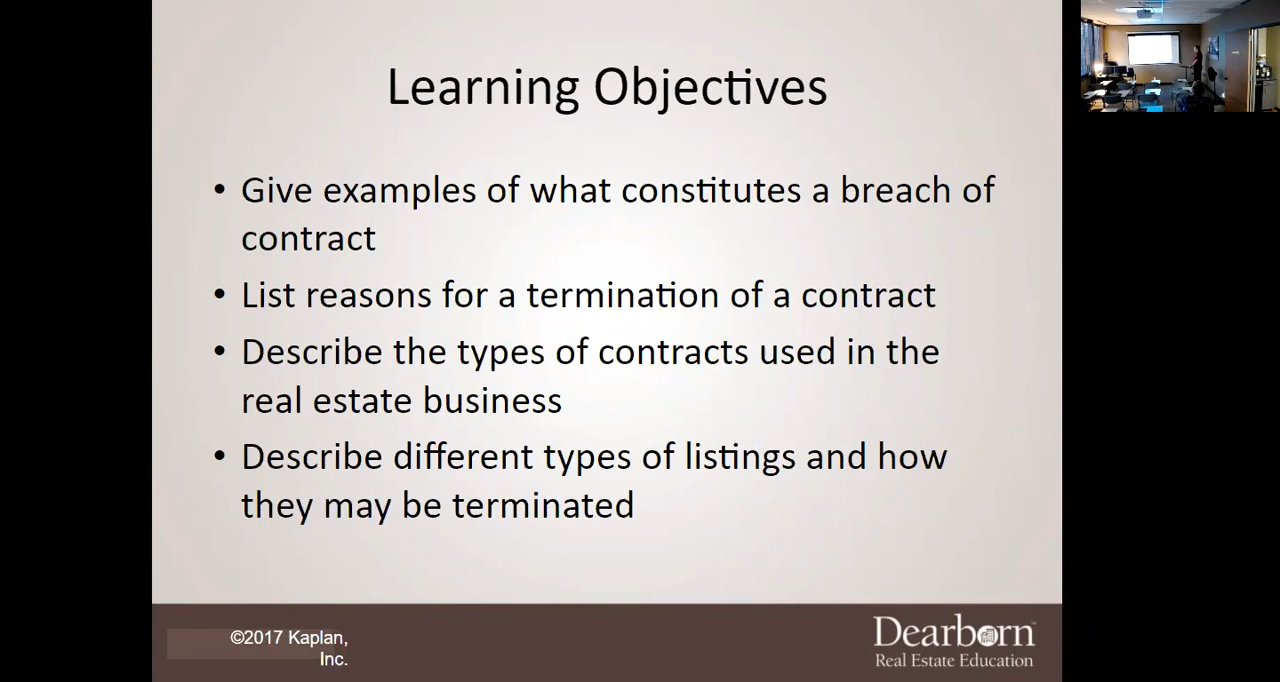 Learning Objectives
• Give examples of what constitutes a breach of
contract
• List reasons for a termination of a contract
• Describe the types of contracts used in the
real estate business
• Describe different types of listings and how
they may be terminated
©2017 Kaplan,
Inc.
Dearborn™
Real Estate Education